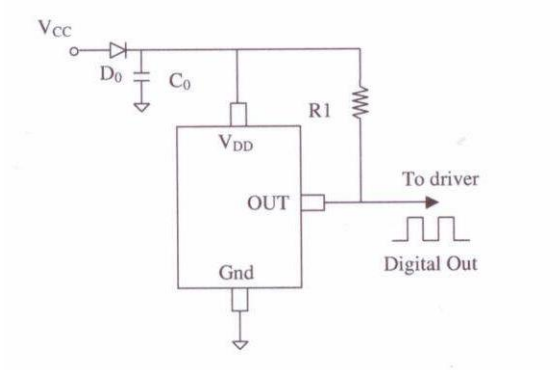 VCC
D0
C0
R1
VDD
OUT
To driver
Digital Out
Gnd